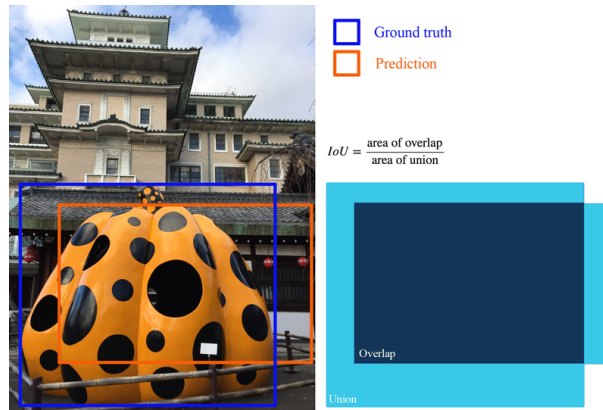 Ground truth
Prediction
IoU = area of overlap / area of union
Overlap
Union